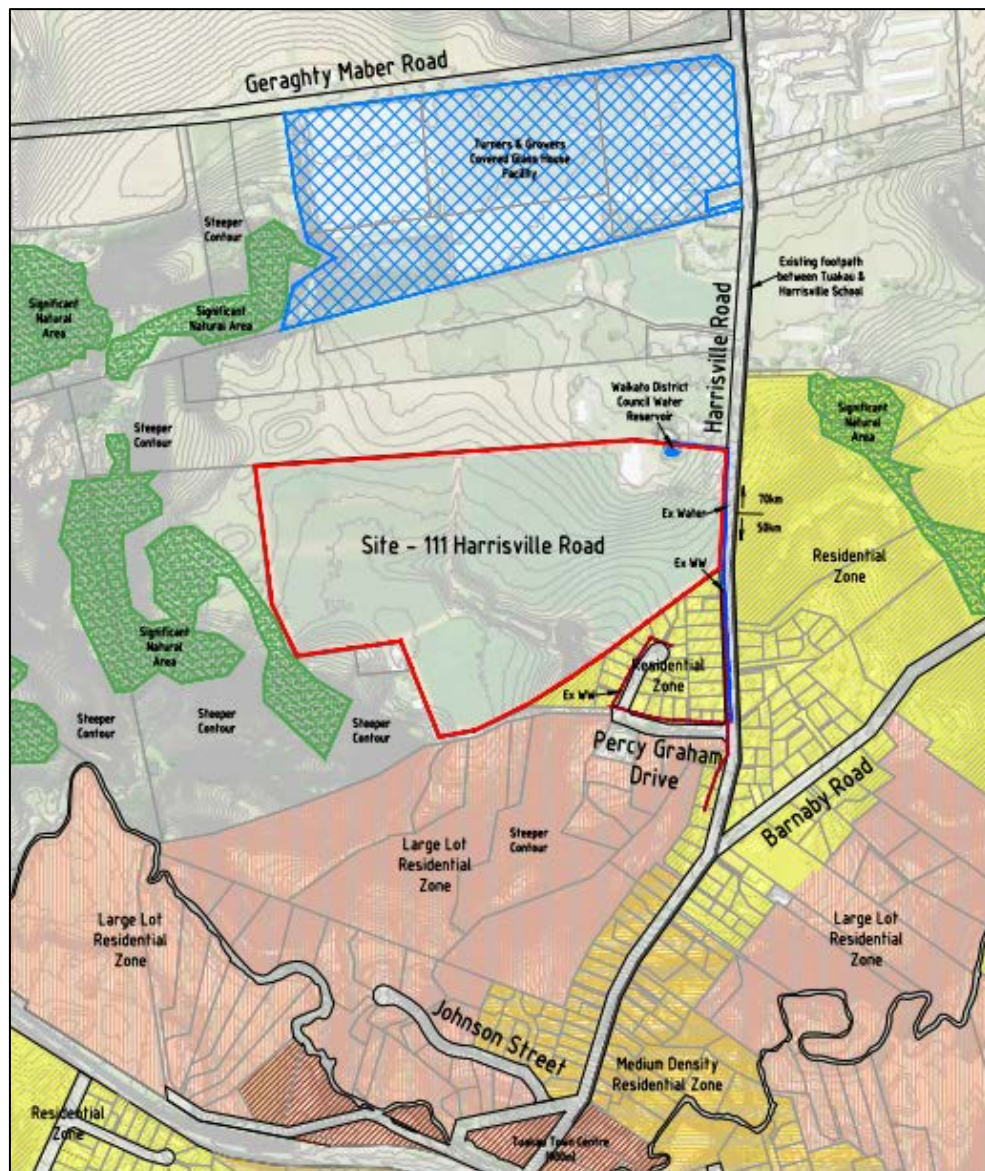 Geraghty Maber Road
Turners & Growers
Covered Glass House
Facility
Steeper
Contour
Significant
Natural
Area
Significant
Natural Area
Existing footpath
between Tuakau &
Harrisville School
Harrisville Road
Waikato District
Council Water
Reservoir
Significant
Natural
Area
Steeper
Contour
70km
50km
Ex Water
Site - 111 Harrisville Road
Ex WW
Residential
Zone
Significant
Natural
Area
Residential
Zone
Ex WW
Steeper
Contour
Steeper
Contour
Steeper
Contour
Percy Graham
Drive
Barnaby Road
Large Lot
Residential
Zone
Steeper
Contour
Large Lot
Residential
Zone
Large Lot
Residential
Zone
Johnson Street
Medium Density
Residential Zone
Residential
Zone
Tuakau Town Centre